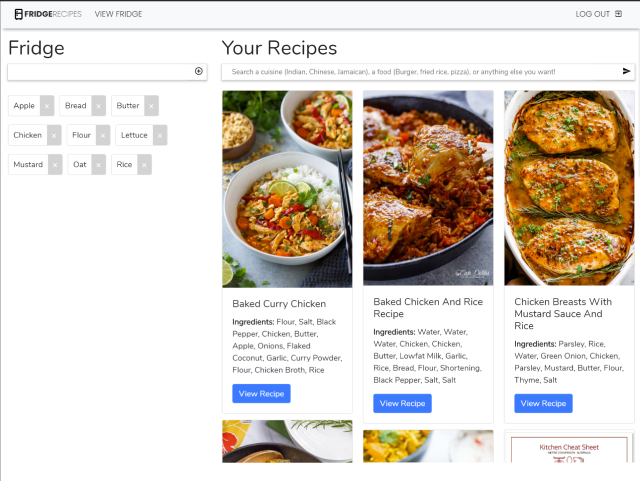 FRIDGERECIPES VIEW FRIDGE LOG OUT
Fridge
Apple × Bread × Butter ×
Chicken × Flour × Lettuce ×
Mustard × Oat × Rice ×
Your Recipes
Search a cuisine (Indian, Chinese, Jamaican), a food (Burger, fried rice, pizza), or anything else you want!
Baked Curry Chicken
Ingredients: Flour, Salt, Black
Pepper, Chicken, Butter,
Apple, Onions, Flaked
Coconut, Garlic, Curry Powder,
Flour, Chicken Broth, Rice
View Recipe
Baked Chicken And Rice
Recipe
Ingredients: Water, Water,
Water, Chicken, Chicken,
Butter, Lowfat Milk, Garlic,
Rice, Bread, Flour, Shortening,
Black Pepper, Salt, Salt
View Recipe
Chicken Breasts With
Mustard Sauce And
Rice
Ingredients: Parsley, Rice,
Water, Green Onion, Chicken,
Parsley, Mustard, Butter, Flour,
Thyme, Salt
View Recipe
Kitchen Cheat Sheet